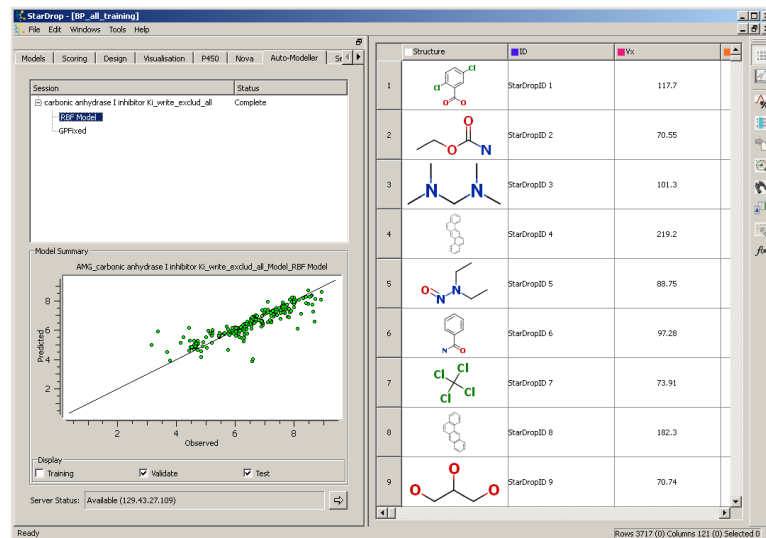 StarDrop - [BP_all_training]
File Edit Windows Tools Help
Models Scoring Design Visualisation P450 Nova Auto-Modeller
Session Status
carbonic anhydrase I inhibitor Ki_write_exclud_all Complete
RBF Model
GPFixed
Model Summary
AMG_carbonic anhydrase I inhibitor Ki_write_exclud_all_Model_RBF Model
8
6
4
2
Predicted
2 4 6 8
Observed
Display
Training Validate Test
Server Status: Available (129.43.27.109)
Ready
Structure ID Vx
1 Cl Cl O O StarDropID 1 117.7
2 O O N StarDropID 2 70.55
3 N N StarDropID 3 101.3
4 StarDropID 4 219.2
5 O N N StarDropID 5 88.75
6 N O StarDropID 6 97.28
7 Cl Cl Cl Cl StarDropID 7 73.91
8 StarDropID 8 182.3
9 O O O StarDropID 9 70.74
Rows 3717 (0) Columns 121 (0) Selected 0